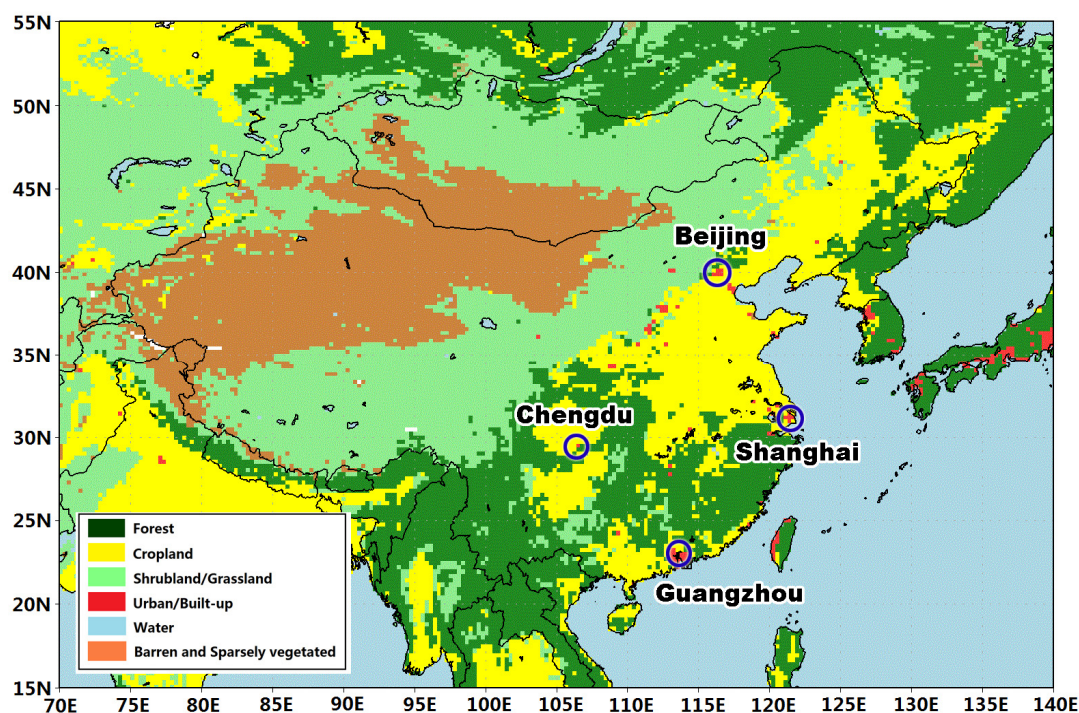 55N
50N
45N
40N
35N
30N
25N
20N
15N
Beijing
Chengdu
Shanghai
Guangzhou
Forest
Cropland
Shrubland/Grassland
Urban/Built-up
Water
Barren and Sparsely vegetated
70E 75E 80E 85E 90E 95E 100E 105E 110E 115E 120E 125E 130E 135E 140E